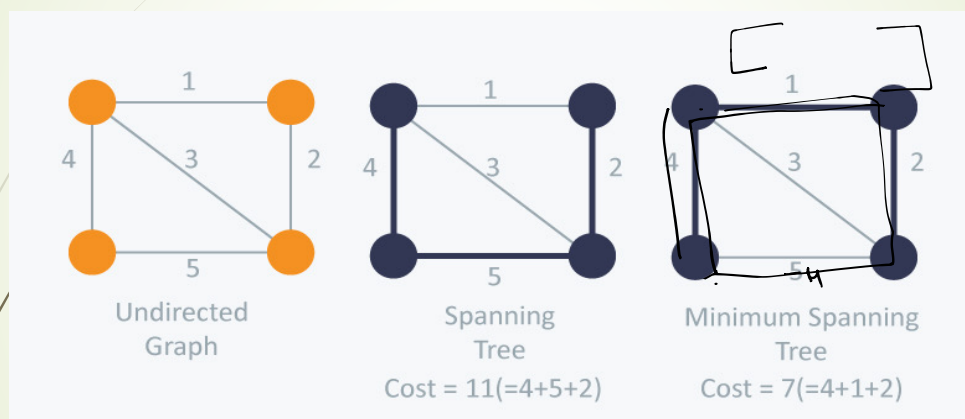 1
4
3
2
5
Undirected
Graph
1
4
3
2
5
Spanning
Tree
Cost = 11(=4+5+2)
1
4
3
2
5 4
Minimum Spanning
Tree
Cost = 7(=4+1+2)